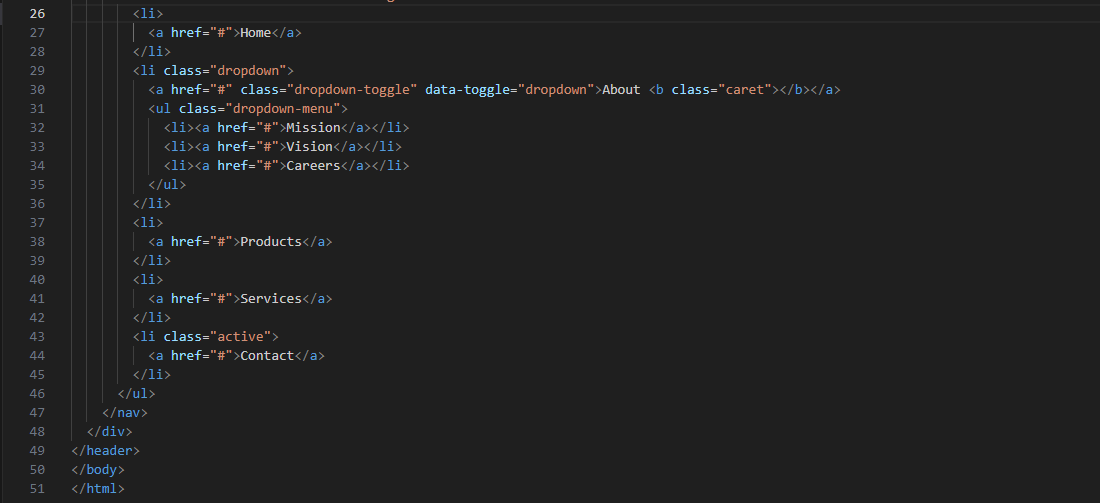 26 <li>
27 <a href="#">Home</a>
28 </li>
29 <li class="dropdown">
30 <a href="#" class="dropdown-toggle" data-toggle="dropdown">About <b class="caret"></b></a>
31 <ul class="dropdown-menu">
32 <li><a href="#">Mission</a></li>
33 <li><a href="#">Vision</a></li>
34 <li><a href="#">Careers</a></li>
35 </ul>
36 </li>
37 <li>
38 <a href="#">Products</a>
39 </li>
40 <li>
41 <a href="#">Services</a>
42 </li>
43 <li class="active">
44 <a href="#">Contact</a>
45 </li>
46 </ul>
47 </nav>
48 </div>
49 </header>
50 </body>
51 </html>